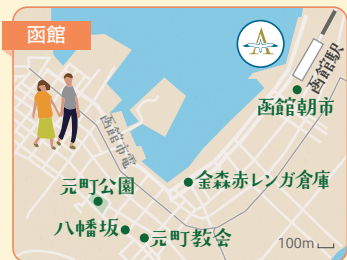 函館
函館駅
函館朝市
函館市電
金森赤レンガ倉庫
元町公園
八幡坂
元町教会
100m